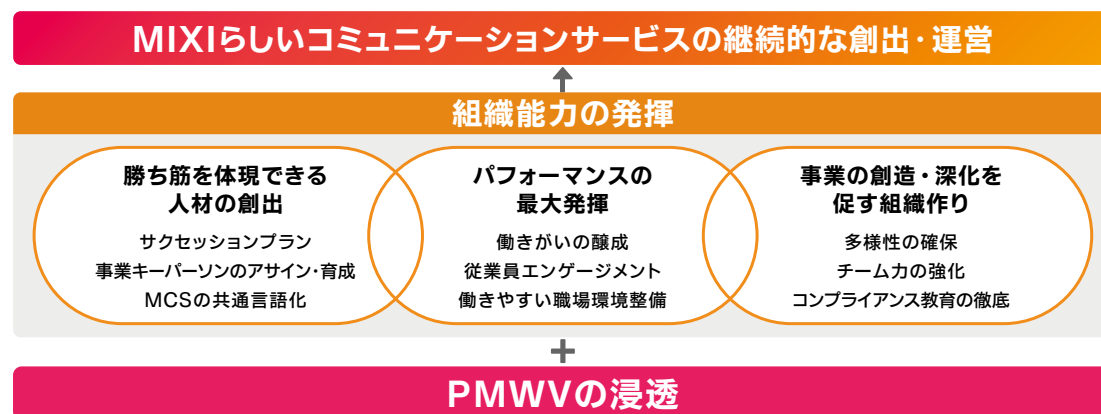 MIXIらしいコミュニケーションサービスの継続的な創出・運営
組織能力の発揮
勝ち筋を体現できる
人材の創出
サクセッションプラン
事業キーパーソンのアサイン・育成
MCSの共通言語化
パフォーマンスの
最大発揮
働きがいの醸成
従業員エンゲージメント
働きやすい職場環境整備
事業の創造・深化を
促す組織作り
多様性の確保
チーム力の強化
コンプライアンス教育の徹底
+
PMWVの浸透